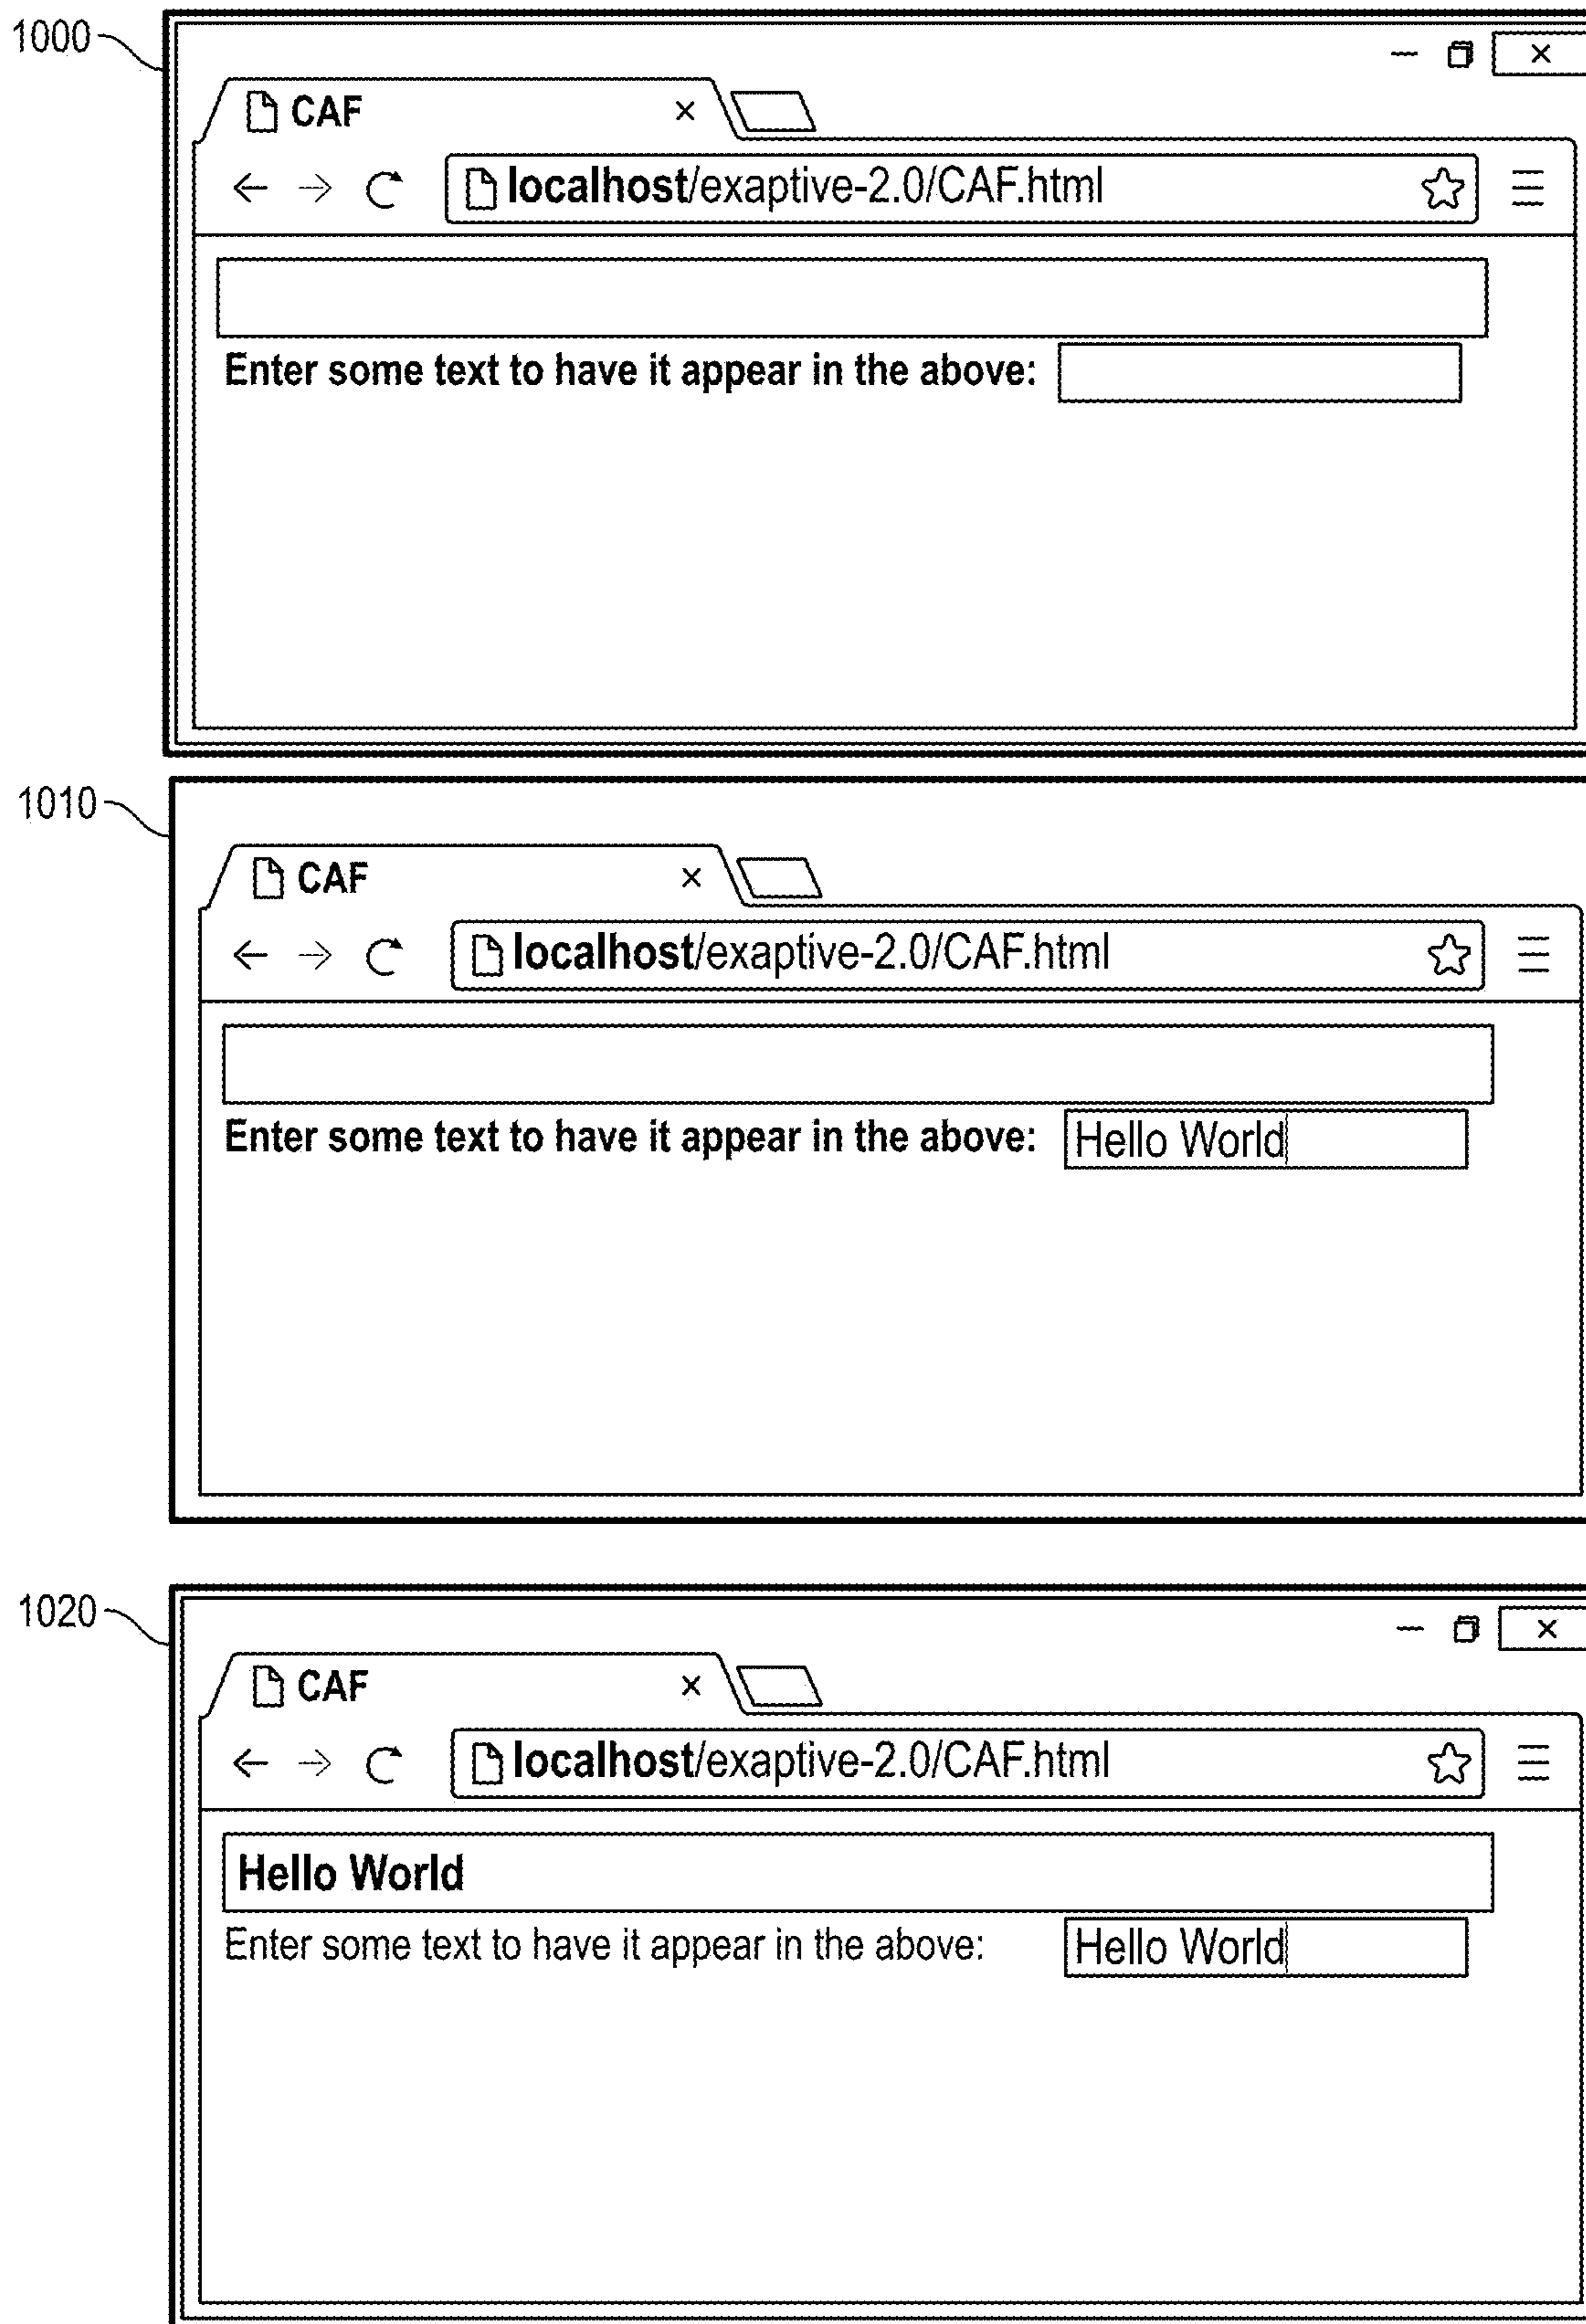 1000
CAF
localhost/exaptive-2.0/CAF.html
Enter some text to have it appear in the above:
1010
CAF
localhost/exaptive-2.0/CAF.html
Enter some text to have it appear in the above: Hello World
1020
CAF
localhost/exaptive-2.0/CAF.html
Hello World
Enter some text to have it appear in the above: Hello World